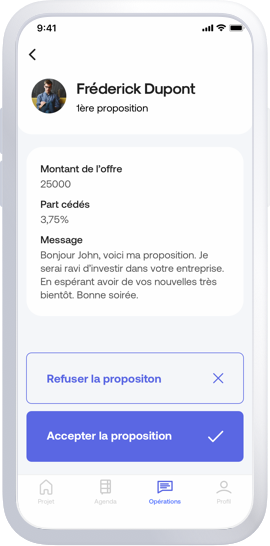 9:41
Fréderick Dupont
1ère proposition
Montant de l'offre
25000
Part cédés
3,75%
Message
Bonjour John, voici ma proposition. Je
serai ravi d'investir dans votre entreprise.
En espérant avoir de vos nouvelles très
bientôt. Bonne soirée.
Refuser la propositon
Accepter la proposition
Projet
Agenda
Opérations
Profil